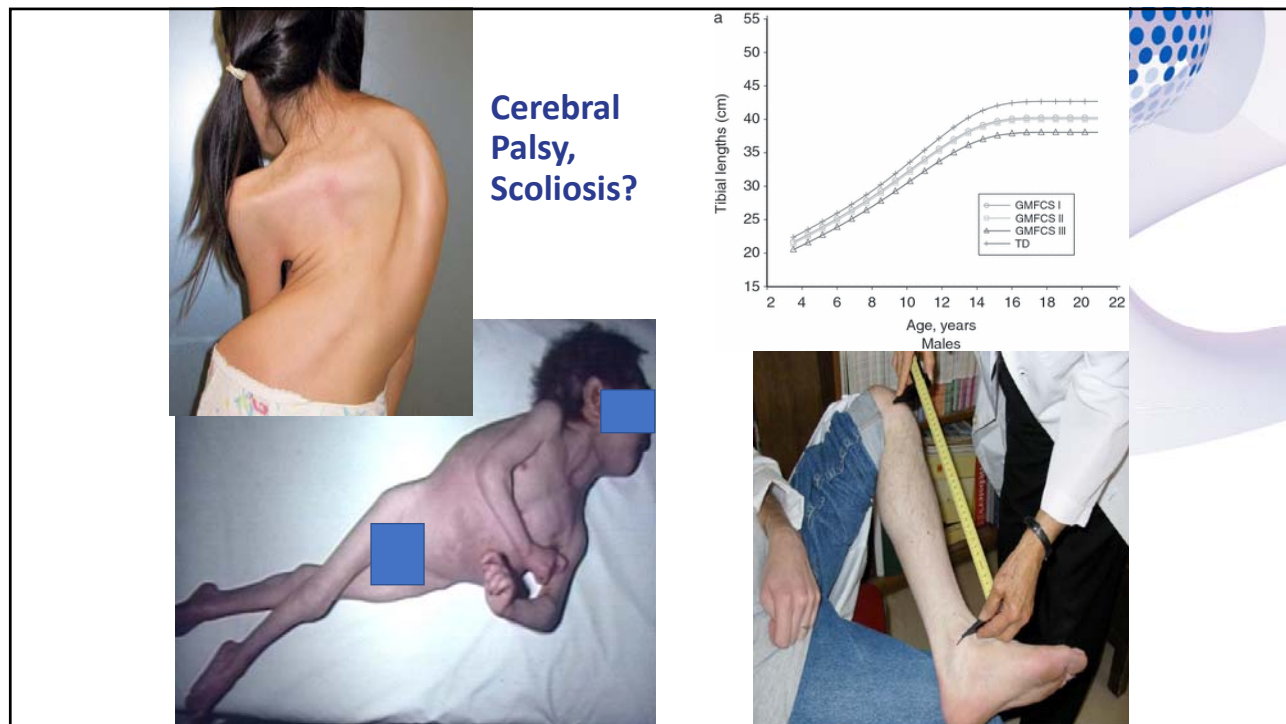 Cerebral
Palsy,
Scoliosis?
a
55
50
45
40
35
30
25
20
15
Tibial lengths (cm)
GMFCS I
GMFCS II
GMFCS III
TD
2 4 6 8 10 12 14 16 18 20 22
Age, years
Males